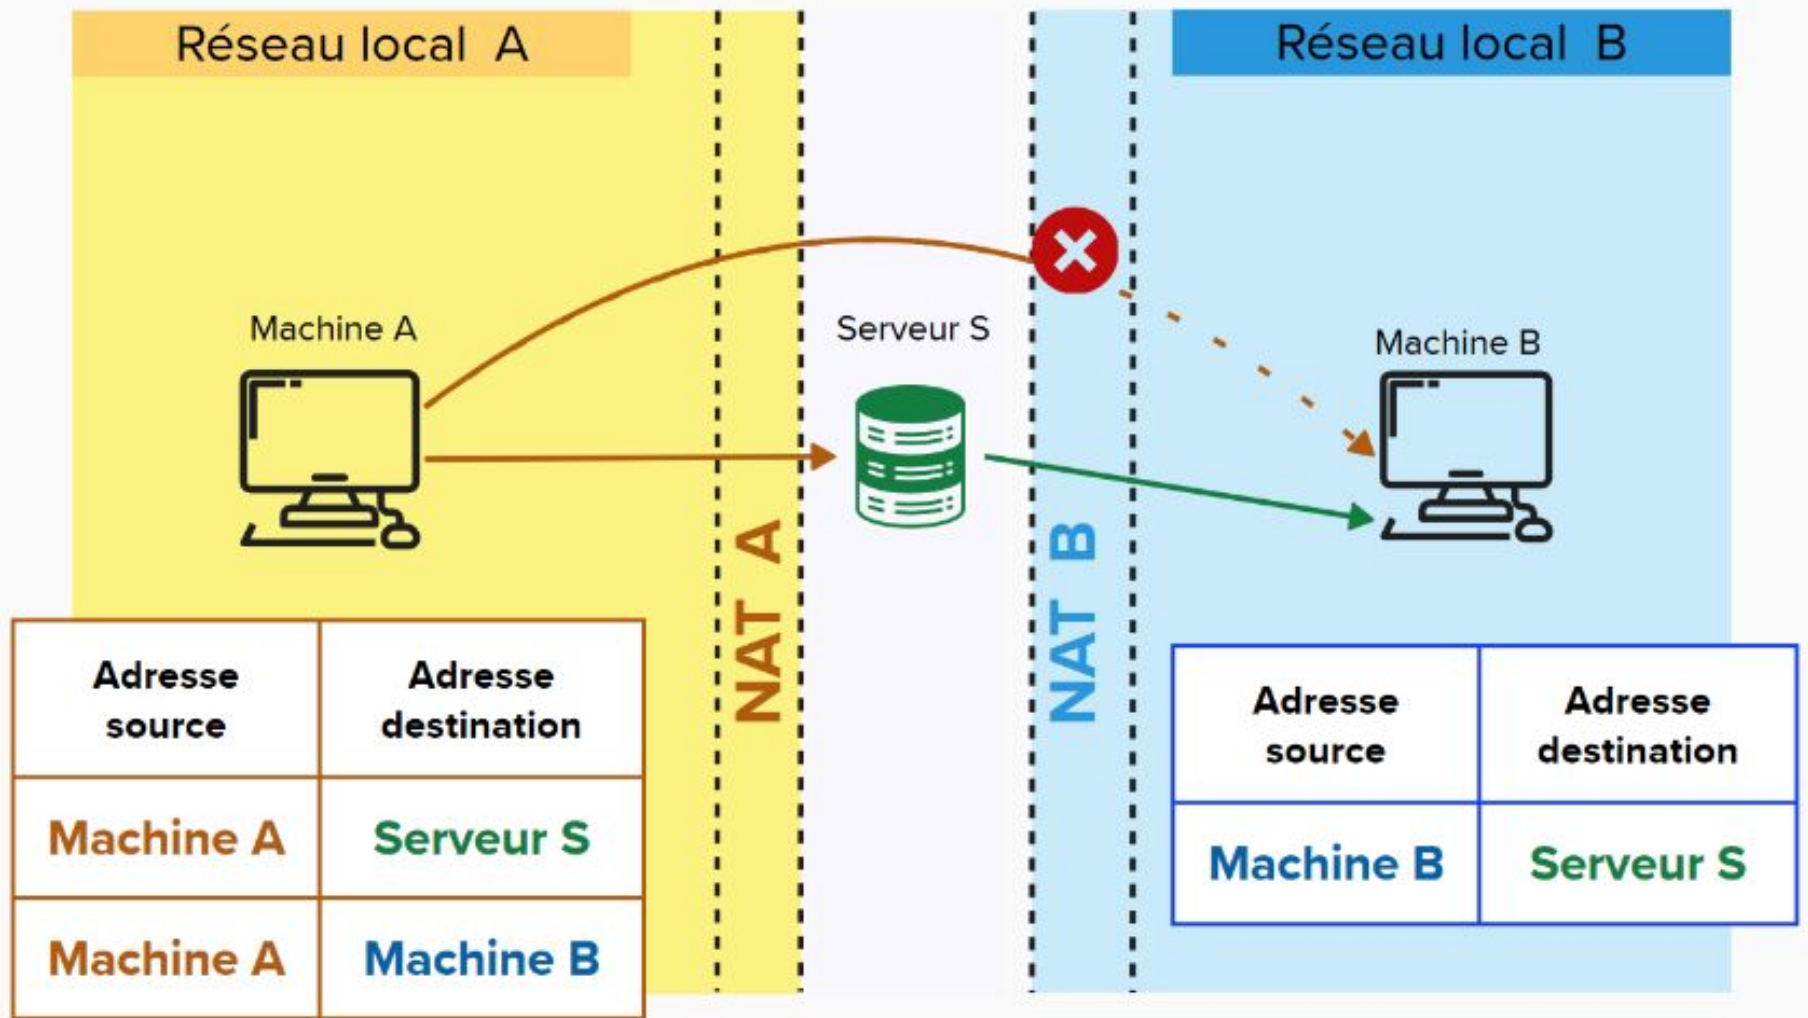 Réseau local A
Réseau local B
Machine A
Serveur S
Machine B
NAT A
NAT B
Adresse source
Adresse destination
Machine A
Serveur S
Machine A
Machine B
Adresse source
Adresse destination
Machine B
Serveur S